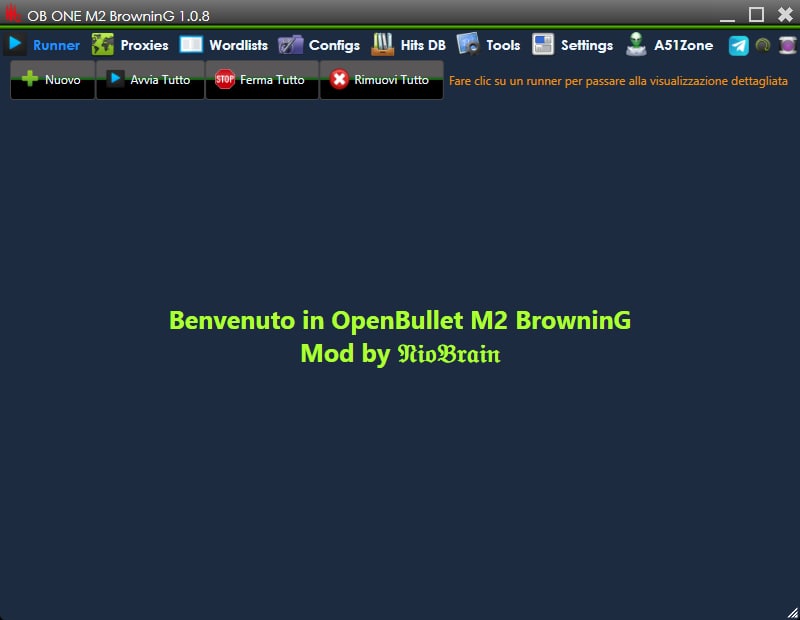 OB ONE M2 BrowninG 1.0.8
Runner Proxies Wordlists Configs Hits DB Tools Settings A51Zone
Nuovo Avvia Tutto STOP Ferma Tutto Rimuovi Tutto Fare clic su un runner per passare alla visualizzazione dettagliata
Benvenuto in OpenBullet M2 BrowninG
Mod by 𝕹𝖎𝖔𝕭𝖗𝖆𝖎𝖓